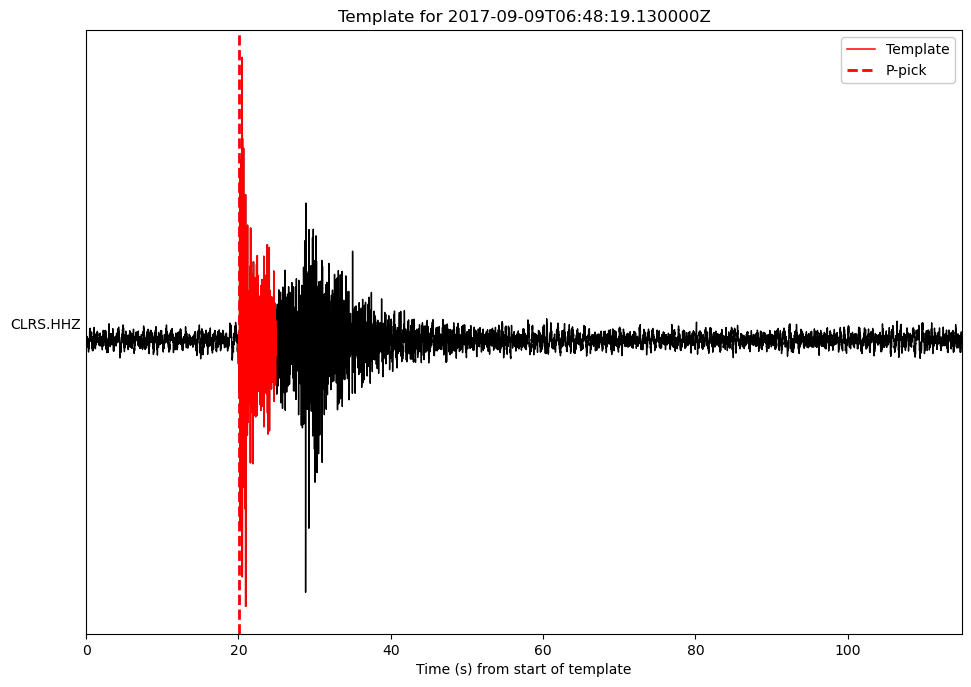 Template for 2017-09-09T06:48:19.130000Z
Template
P-pick
CLRS.HHZ
0 20 40 60 80 100
Time (s) from start of template